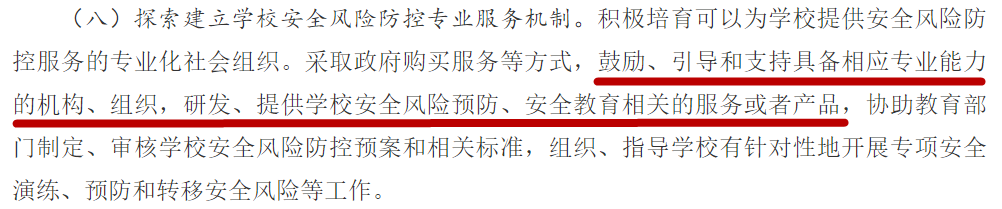 （八）探索建立学校安全风险防控专业服务机制。积极培育可以为学校提供安全风险防
控服务的专业化社会组织。采取政府购买服务等方式，鼓励、引导和支持具备相应专业能力
的机构、组织，研发、提供学校安全风险预防、安全教育相关的服务或者产品，协助教育部
门制定、审核学校安全风险防控预案和相关标准，组织、指导学校有针对性地开展专项安全
演练、预防和转移安全风险等工作。